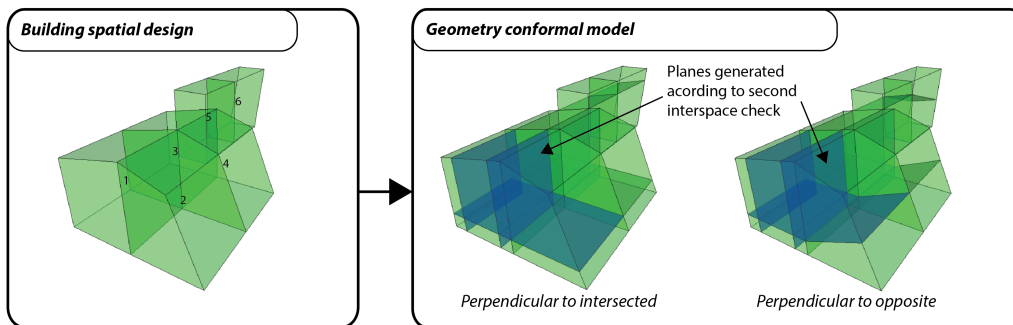 Building spatial design
Geometry conformal model
Planes generated
acording to second
interspace check
6
5
3
4
1
2
Perpendicular to intersected
Perpendicular to opposite